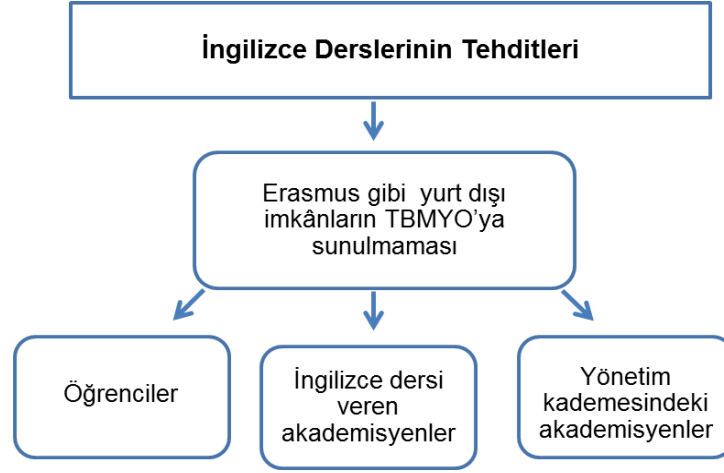 İngilizce Derslerinin Tehditleri
Erasmus gibi yurt dışı
imkânların TBMYO’ya
sunulmaması
Öğrenciler
İngilizce dersi
veren
akademisyenler
Yönetim
kademesindeki
akademisyenler